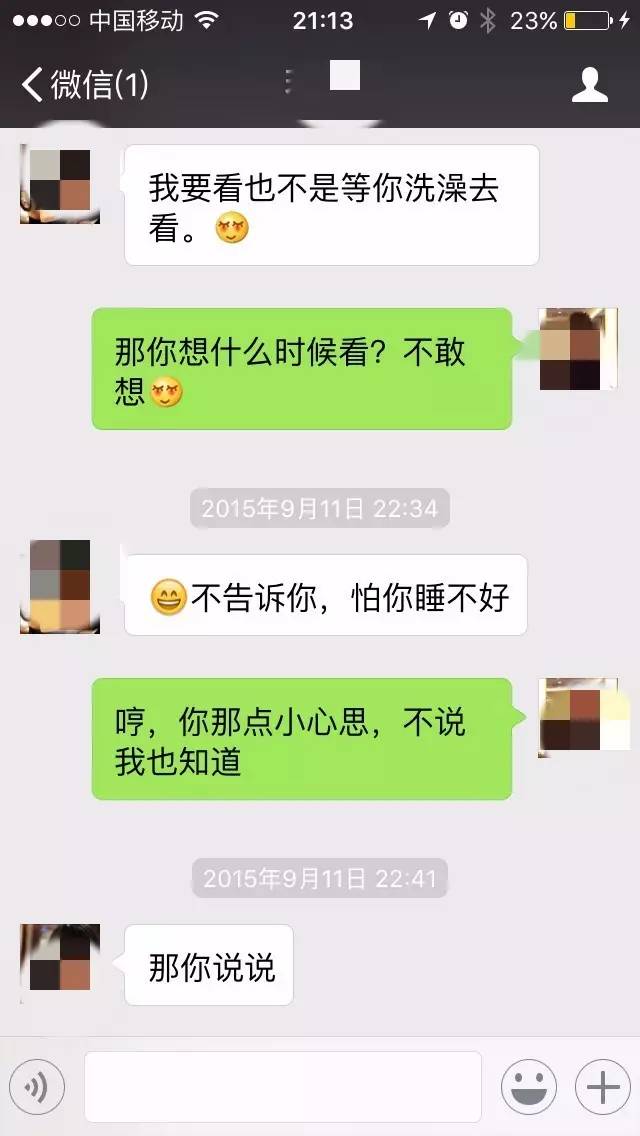 中国移动 21:13 23%
微信(1)
我要看也不是等你洗澡去
看。
那你想什么时候看？不敢
想
2015年9月11日 22:34
不告诉你，怕你睡不好
哼，你那点小心思，不说
我也知道
2015年9月11日 22:41
那你说说